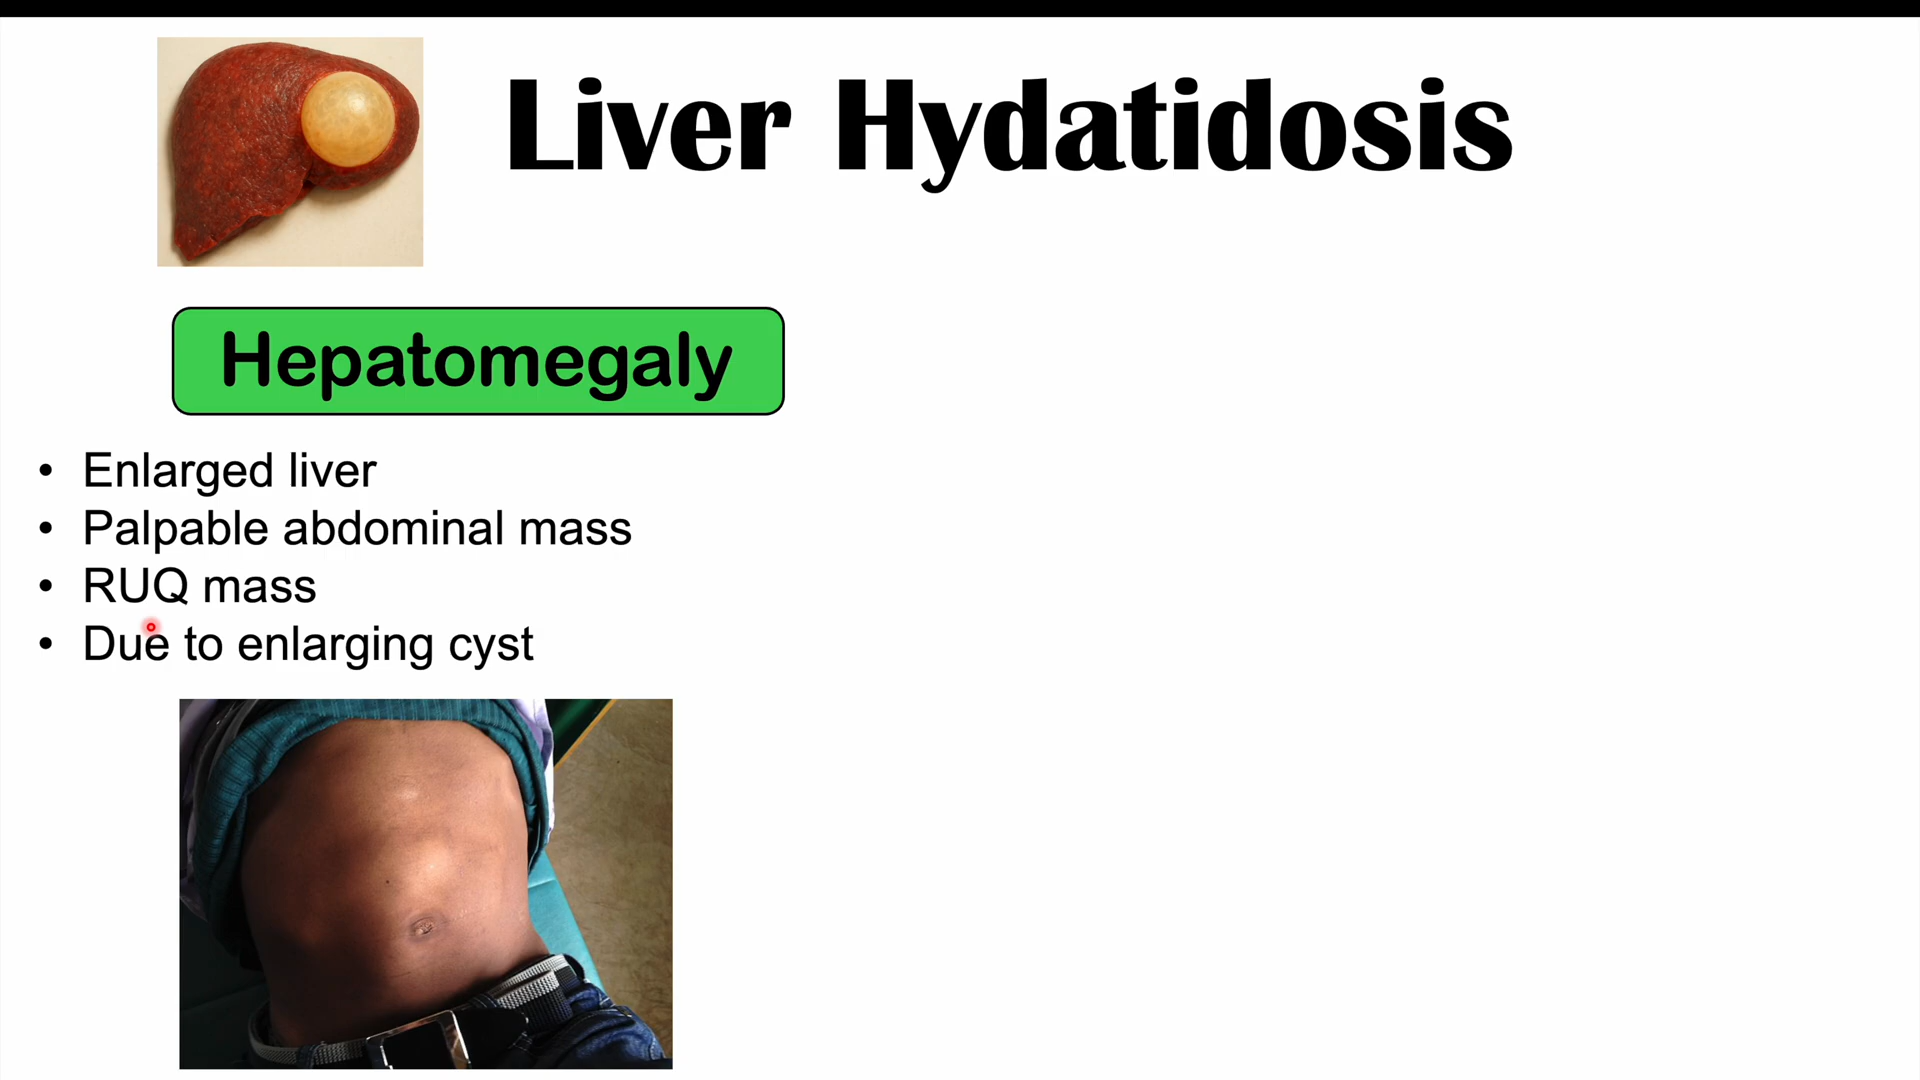 Liver Hydatidosis
Hepatomegaly
• Enlarged liver
• Palpable abdominal mass
• RUQ mass
• Due to enlarging cyst